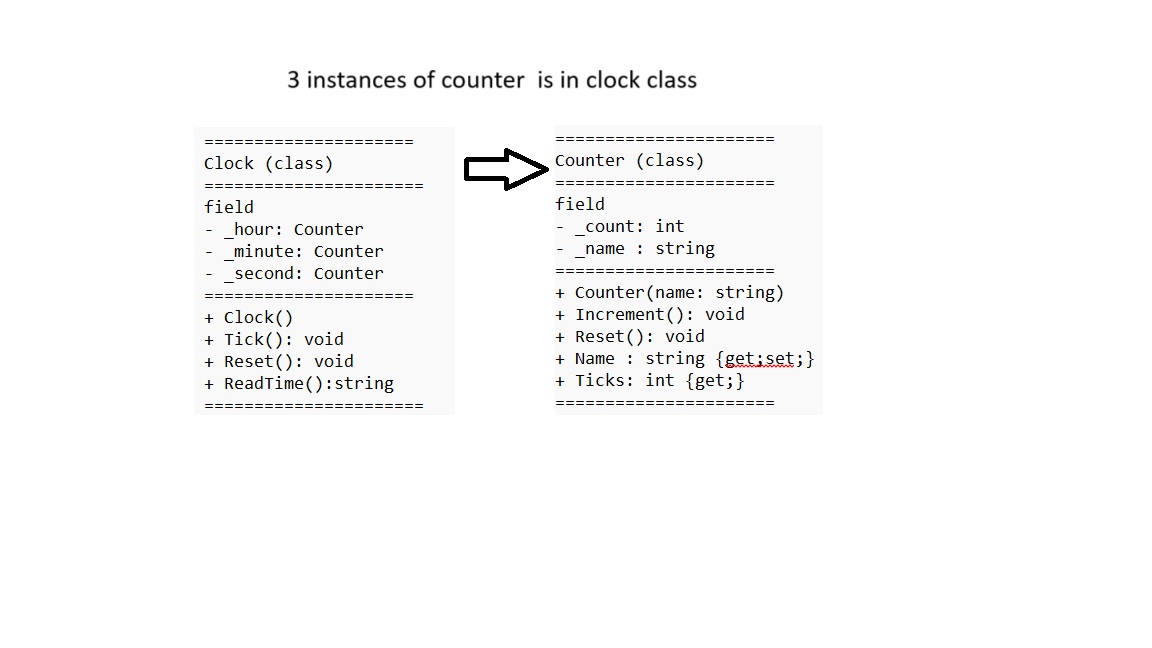 3 instances of counter  is in clock class
=====================
Clock (class)
======================
field
- _hour: Counter
- _minute: Counter
- _second: Counter
=====================
+ Clock()
+ Tick(): void
+ Reset(): void
+ ReadTime():string
======================
======================
Counter (class)
======================
field
- _count: int
- _name : string
======================
+ Counter(name: string)
+ Increment(): void
+ Reset(): void
+ Name : string {get;set;}
+ Ticks: int {get;}
======================